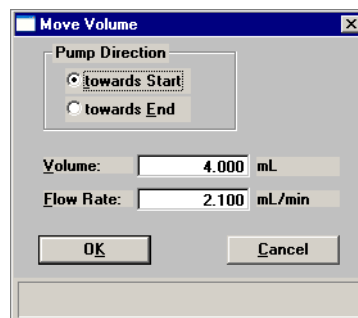 Move Volume
Pump Direction
towards Start
towards End
Volume: 4.000 mL
Flow Rate: 2.100 mL/min
OK Cancel